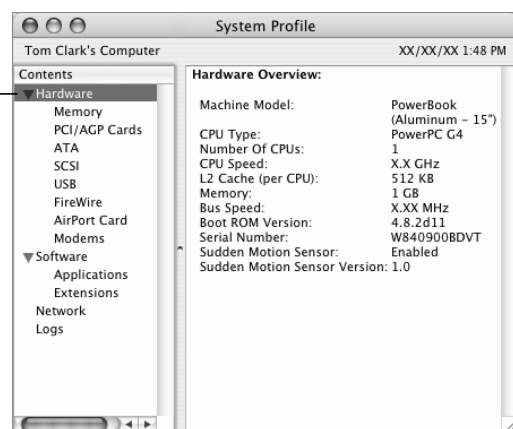 System Profile
Tom Clark's Computer XX/XX/XX 1:48 PM
Contents
Hardware
Memory
PCI/AGP Cards
ATA
SCSI
USB
FireWire
AirPort Card
Modems
Software
Applications
Extensions
Network
Logs
Hardware Overview:
Machine Model: PowerBook
(Aluminum – 15")
CPU Type: PowerPC G4
Number Of CPUs: 1
CPU Speed: X.X GHz
L2 Cache (per CPU): 512 KB
Memory: 1 GB
Bus Speed: X.XX MHz
Boot ROM Version: 4.8.2d11
Serial Number: W840900BDVT
Sudden Motion Sensor: Enabled
Sudden Motion Sensor Version: 1.0